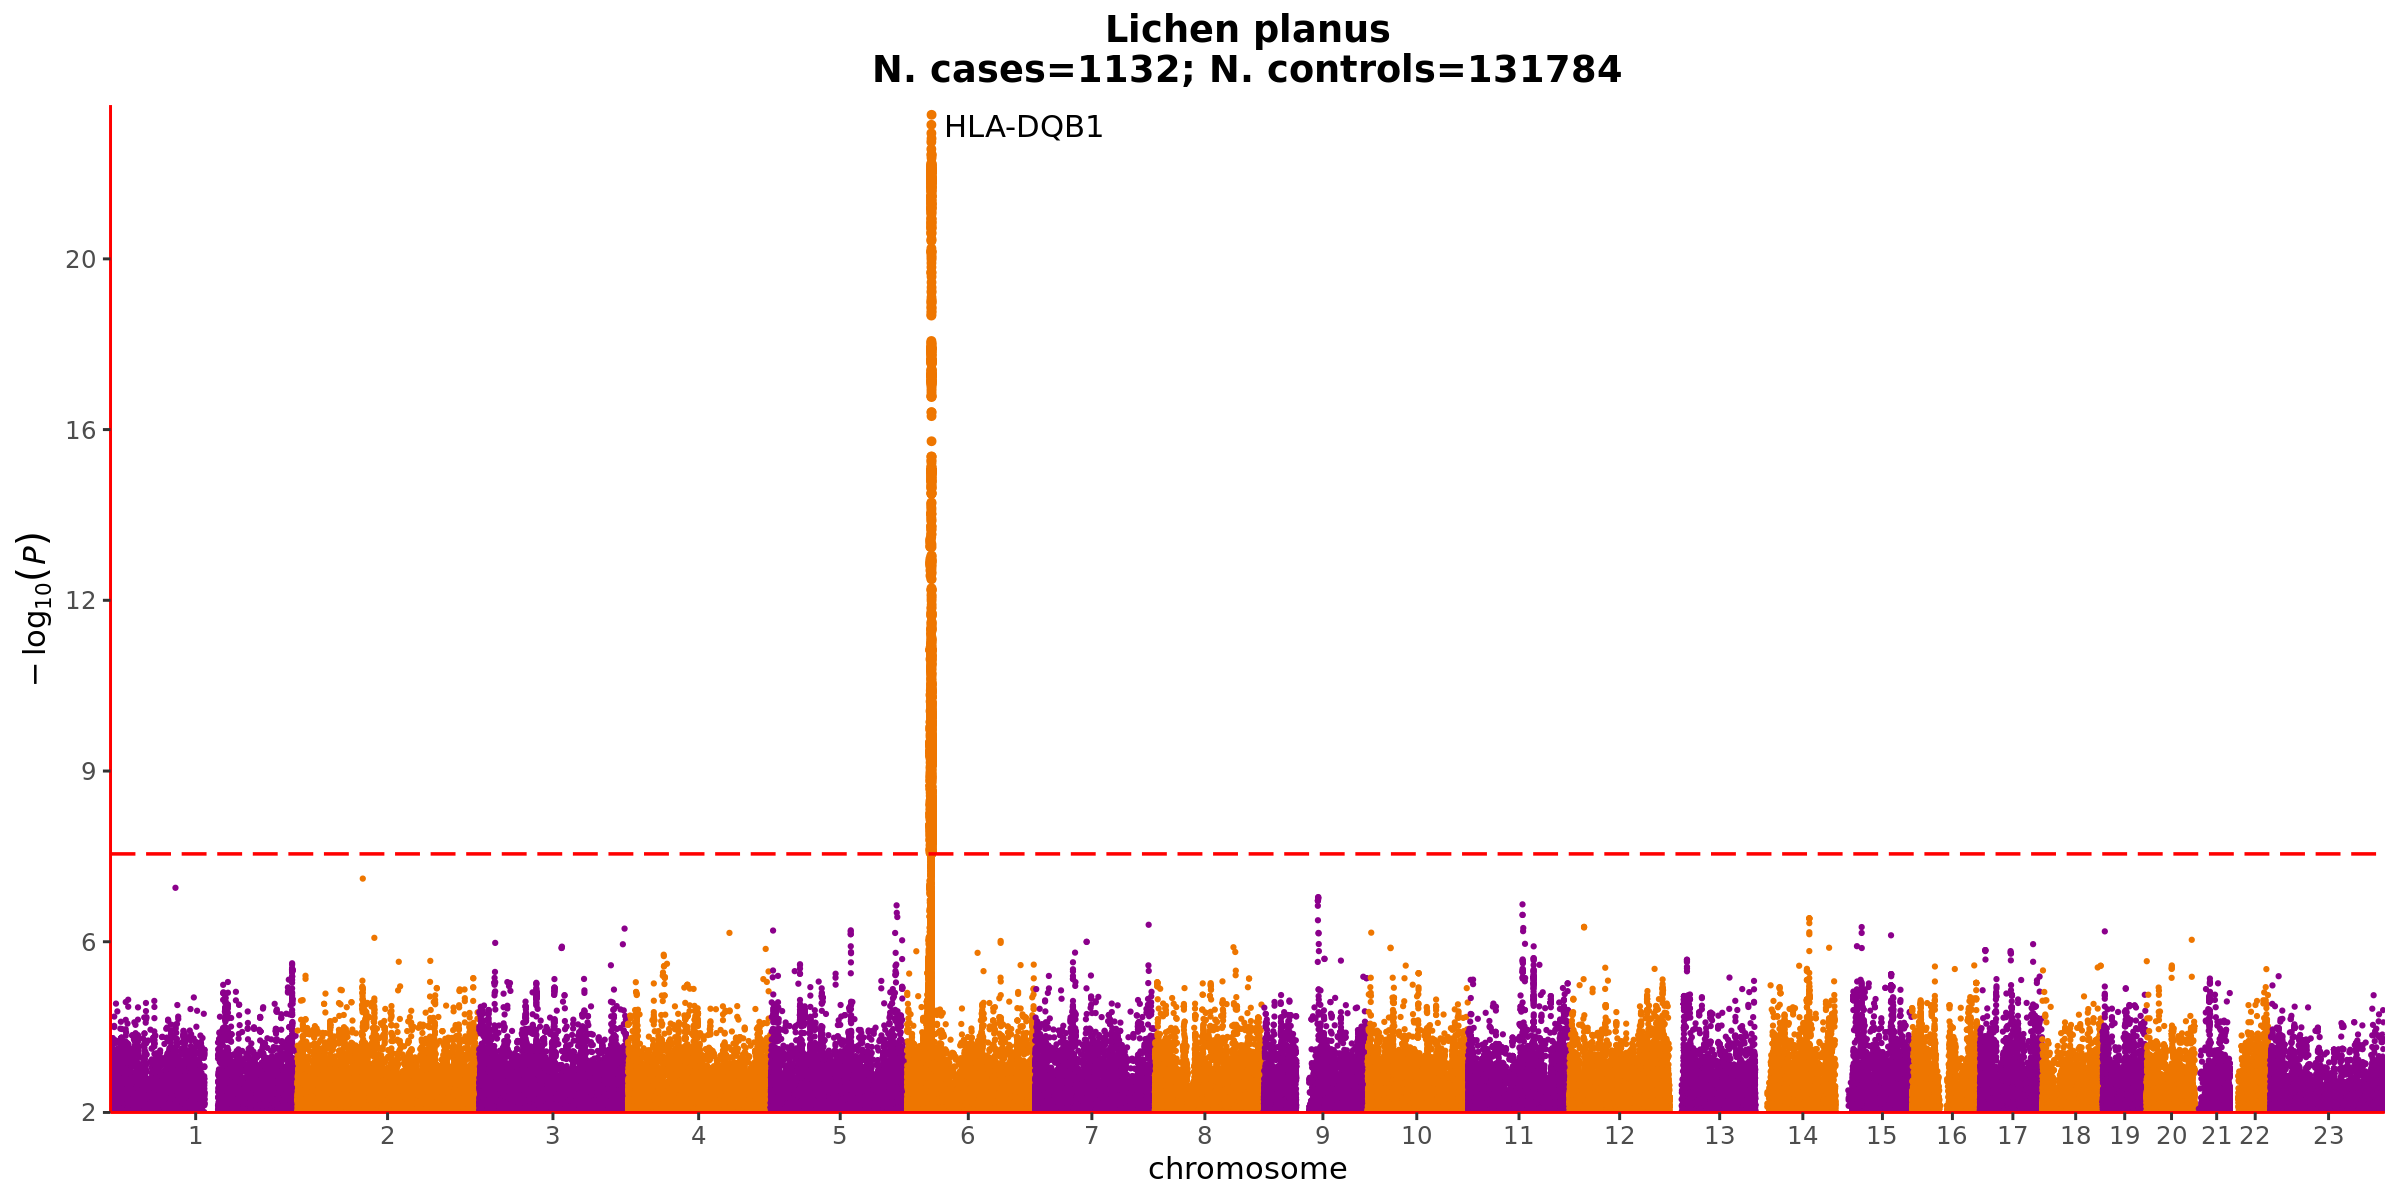 Lichen planus
N. cases=1132; N. controls=131784
HLA-DQB1
20
16
12
9
6
2
−log₁₀(P)
1 2 3 4 5 6 7 8 9 10 11 12 13 14 15 16 17 18 19 20 21 22 23
chromosome